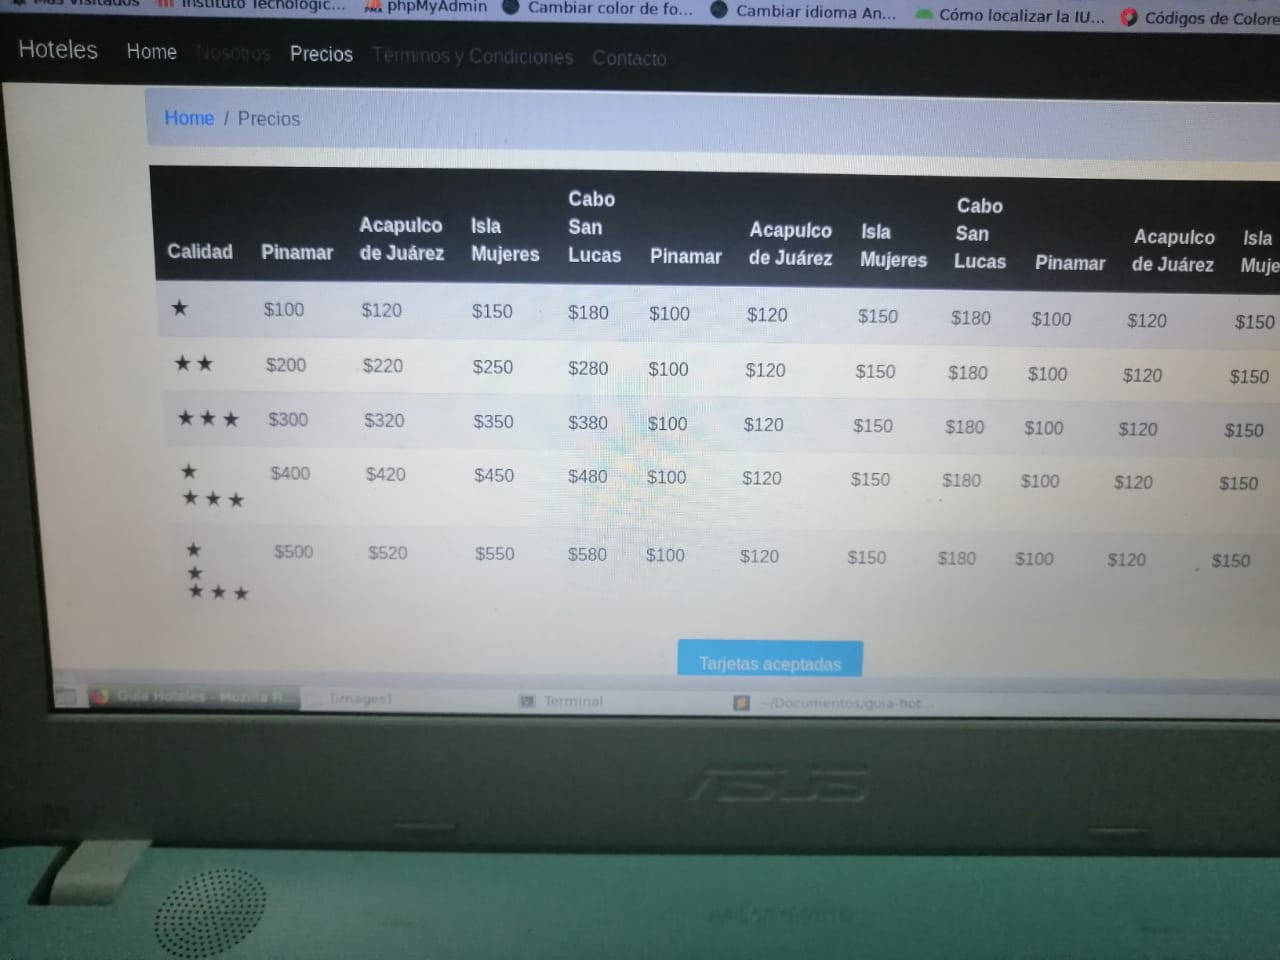 Más visitados Instituto Tecnológic... phpMyAdmin Cambiar color de fo... Cambiar idioma An... Cómo localizar la IU... Códigos de Colore
Hoteles Home Nosotros Precios Términos y Condiciones Contacto
Home / Precios
Calidad Pinamar Acapulco de Juárez Isla Mujeres Cabo San Lucas Pinamar Acapulco de Juárez Isla Mujeres Cabo San Lucas Pinamar Acapulco de Juárez Isla Muje
★ $100 $120 $150 $180 $100 $120 $150 $180 $100 $120 $150
★★ $200 $220 $250 $280 $100 $120 $150 $180 $100 $120 $150
★★★ $300 $320 $350 $380 $100 $120 $150 $180 $100 $120 $150
★★★★ $400 $420 $450 $480 $100 $120 $150 $180 $100 $120 $150
★★★★★ $500 $520 $550 $580 $100 $120 $150 $180 $100 $120 $150
Tarjetas aceptadas
Guia Hoteles - Mozilla F... [images] Terminal ~/Documentos/guia-hot...
ASUS